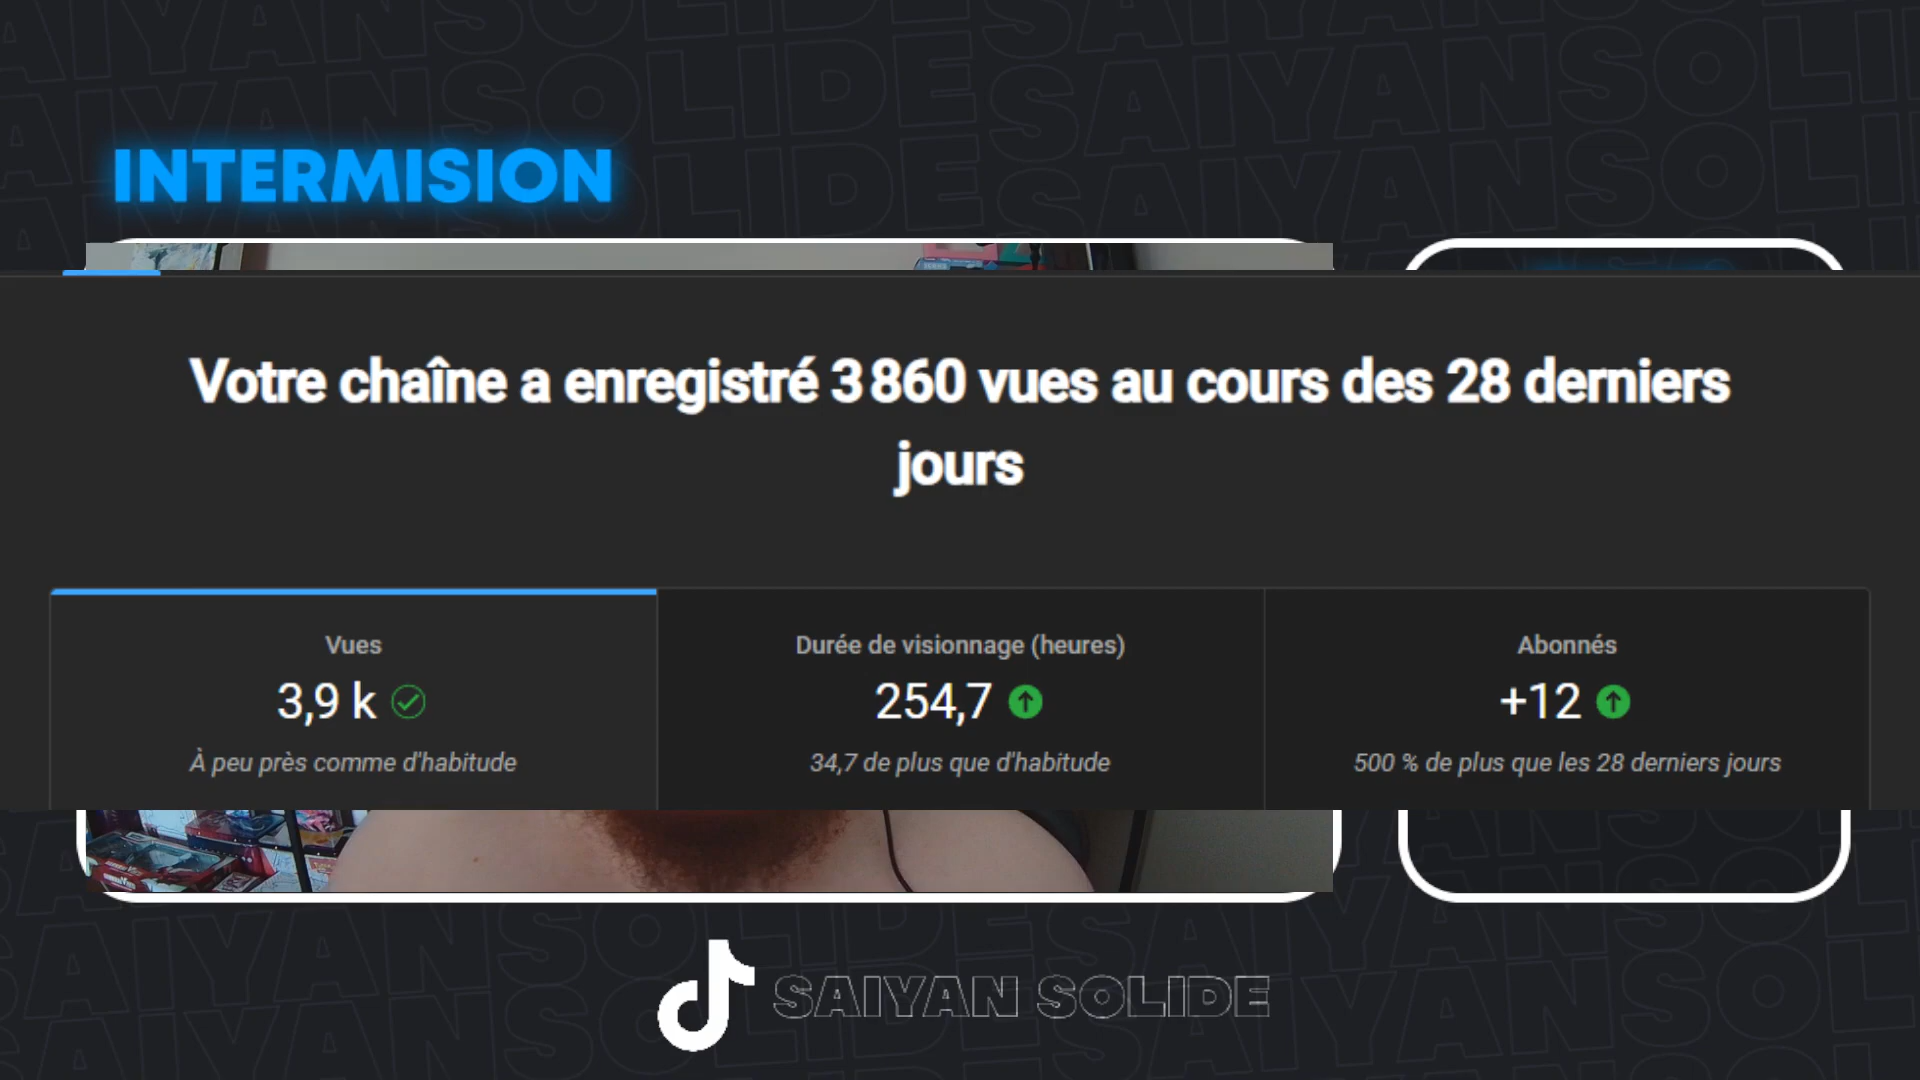 INTERMISION
Votre chaîne a enregistré 3 860 vues au cours des 28 derniers
jours
Vues
3,9 k
À peu près comme d'habitude
Durée de visionnage (heures)
254,7
34,7 de plus que d'habitude
Abonnés
+12
500 % de plus que les 28 derniers jours
SAIYAN SOLIDE